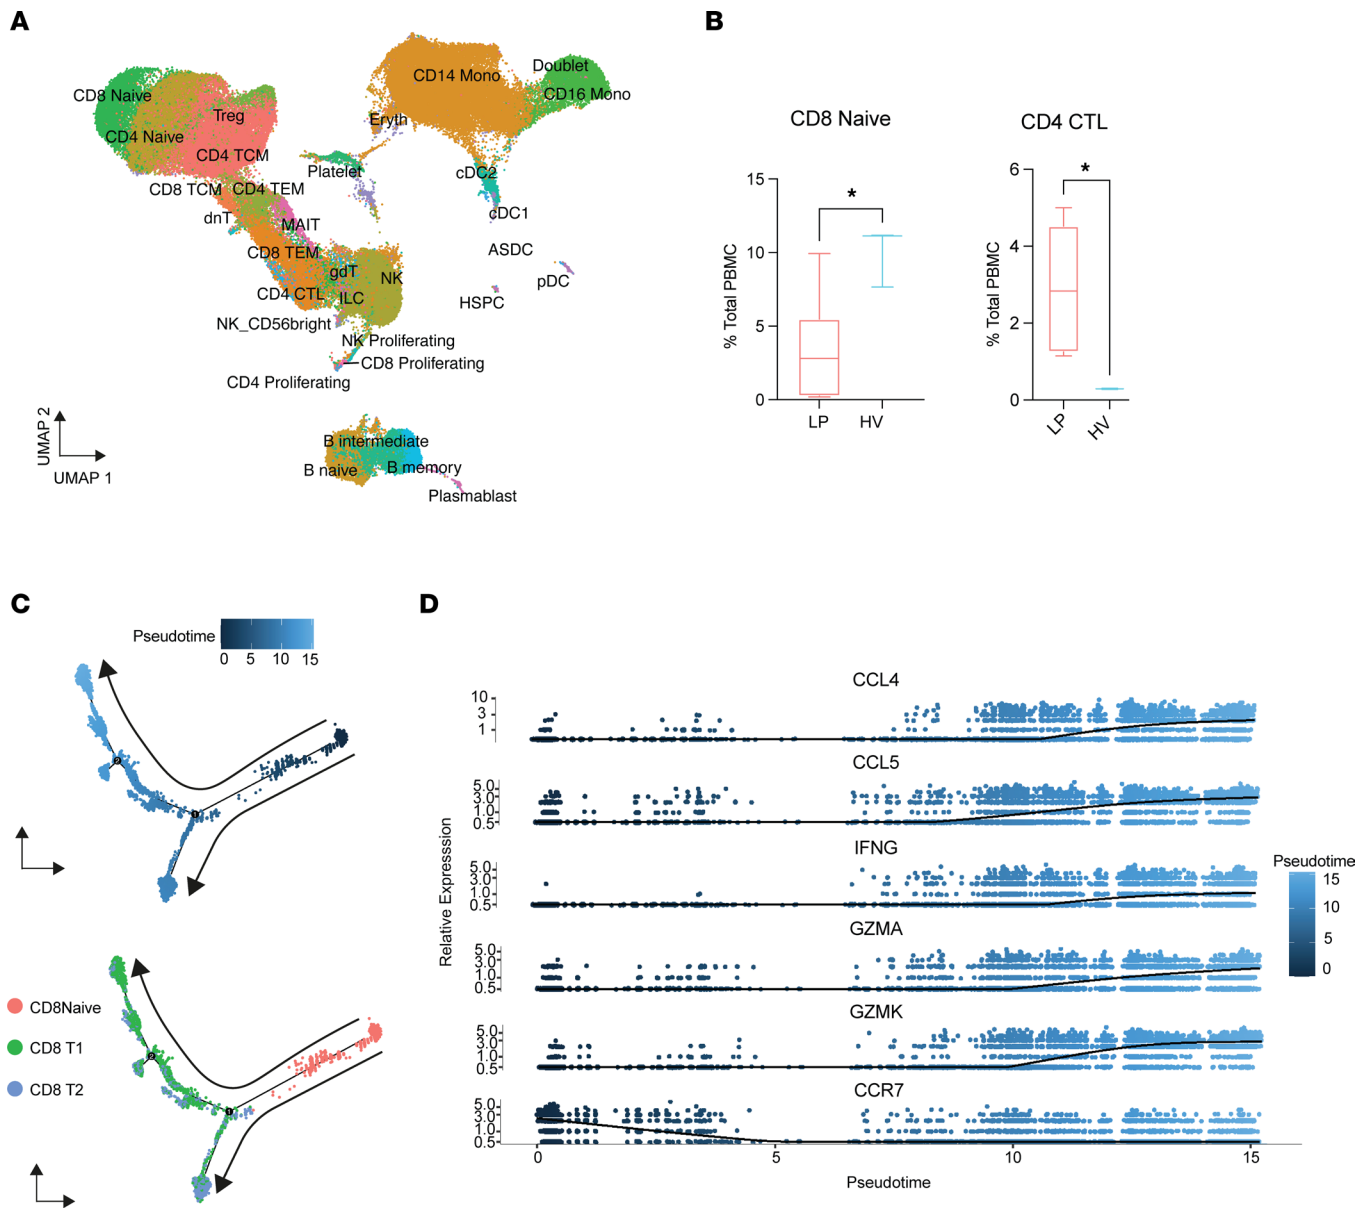 A
CD8 Naive
CD4 Naive
Treg
CD4 TCM
CD8 TCM
CD4 TEM
dnT
MAIT
CD8 TEM
gdT
NK
CD4 CTL
ILC
NK_CD56bright
NK Proliferating
CD8 Proliferating
CD4 Proliferating
CD14 Mono
Doublet
CD16 Mono
Eryth
Platelet
cDC2
cDC1
ASDC
pDC
HSPC
B intermediate
B naive
B memory
Plasmablast
UMAP 2
UMAP 1
B
CD8 Naive
*
% Total PBMC
15
10
5
0
LP
HV
CD4 CTL
*
% Total PBMC
6
4
2
0
LP
HV
C
Pseudotime
0 5 10 15
2
1
CD8Naive
CD8 T1
CD8 T2
2
1
D
Relative Expresssion
CCL4
10
3
1
CCL5
5.0
3.0
1.0
0.5
IFNG
5.0
3.0
1.0
0.5
GZMA
5.0
3.0
1.0
0.5
GZMK
5.0
3.0
1.0
0.5
CCR7
5.0
3.0
1.0
0.5
0 5 10 15
Pseudotime
Pseudotime
15
10
5
0